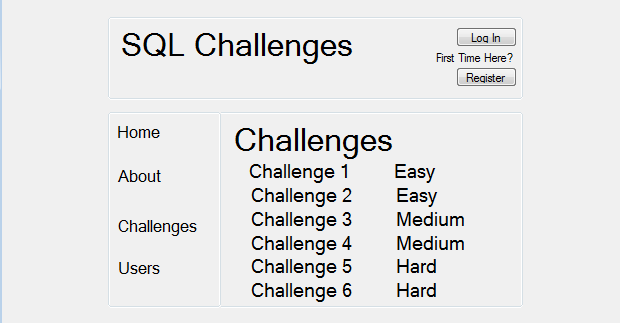 SQL Challenges
Log In
First Time Here?
Register
Home
About
Challenges
Users
Challenges
Challenge 1 Easy
Challenge 2 Easy
Challenge 3 Medium
Challenge 4 Medium
Challenge 5 Hard
Challenge 6 Hard